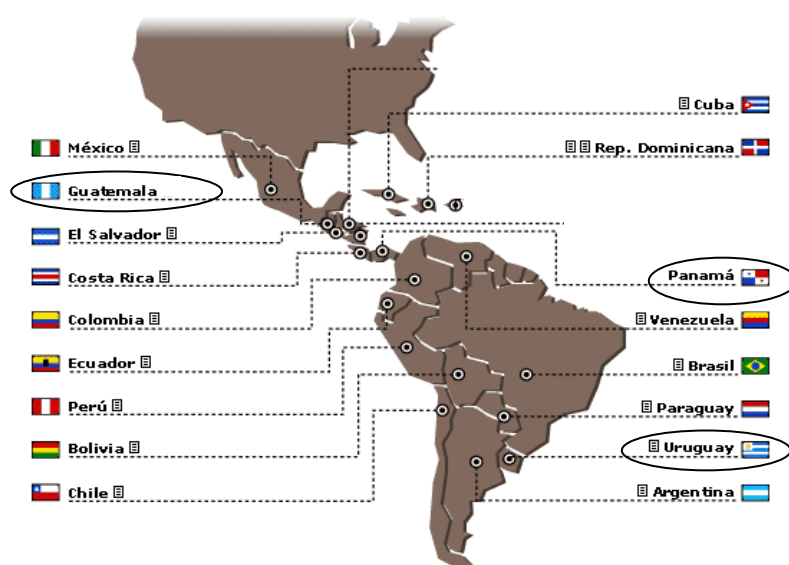 México
Guatemala
El Salvador
Costa Rica
Colombia
Ecuador
Perú
Bolivia
Chile
Cuba
Rep. Dominicana
Panamá
Venezuela
Brasil
Paraguay
Uruguay
Argentina